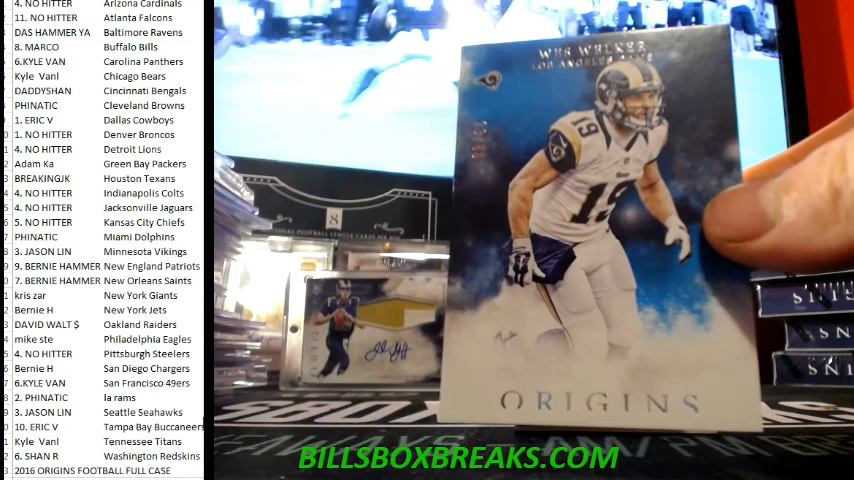 4. NO HITTER Arizona Cardinals
11. NO HITTER Atlanta Falcons
DAS HAMMER YA Baltimore Ravens
8. MARCO Buffalo Bills
6.KYLE VAN Carolina Panthers
Kyle Vanl Chicago Bears
DADDYSHAN Cincinnati Bengals
PHINATIC Cleveland Browns
1. ERIC V Dallas Cowboys
1. NO HITTER Denver Broncos
4. NO HITTER Detroit Lions
Adam Ka Green Bay Packers
BREAKINGJK Houston Texans
4. NO HITTER Indianapolis Colts
4. NO HITTER Jacksonville Jaguars
5. NO HITTER Kansas City Chiefs
PHINATIC Miami Dolphins
3. JASON LIN Minnesota Vikings
9. BERNIE HAMMER New England Patriots
7. BERNIE HAMMER New Orleans Saints
kris zar New York Giants
Bernie H New York Jets
DAVID WALT $ Oakland Raiders
mike ste Philadelphia Eagles
4. NO HITTER Pittsburgh Steelers
Bernie H San Diego Chargers
6.KYLE VAN San Francisco 49ers
2. PHINATIC la rams
3. JASON LIN Seattle Seahawks
10. ERIC V Tampa Bay Buccaneers
Kyle Vanl Tennessee Titans
6. SHAN R Washington Redskins
2016 ORIGINS FOOTBALL FULL CASE
WES WELKER
LOS ANGELES RAMS
19
19
ORIGINS
BILLSBOXBREAKS.COM